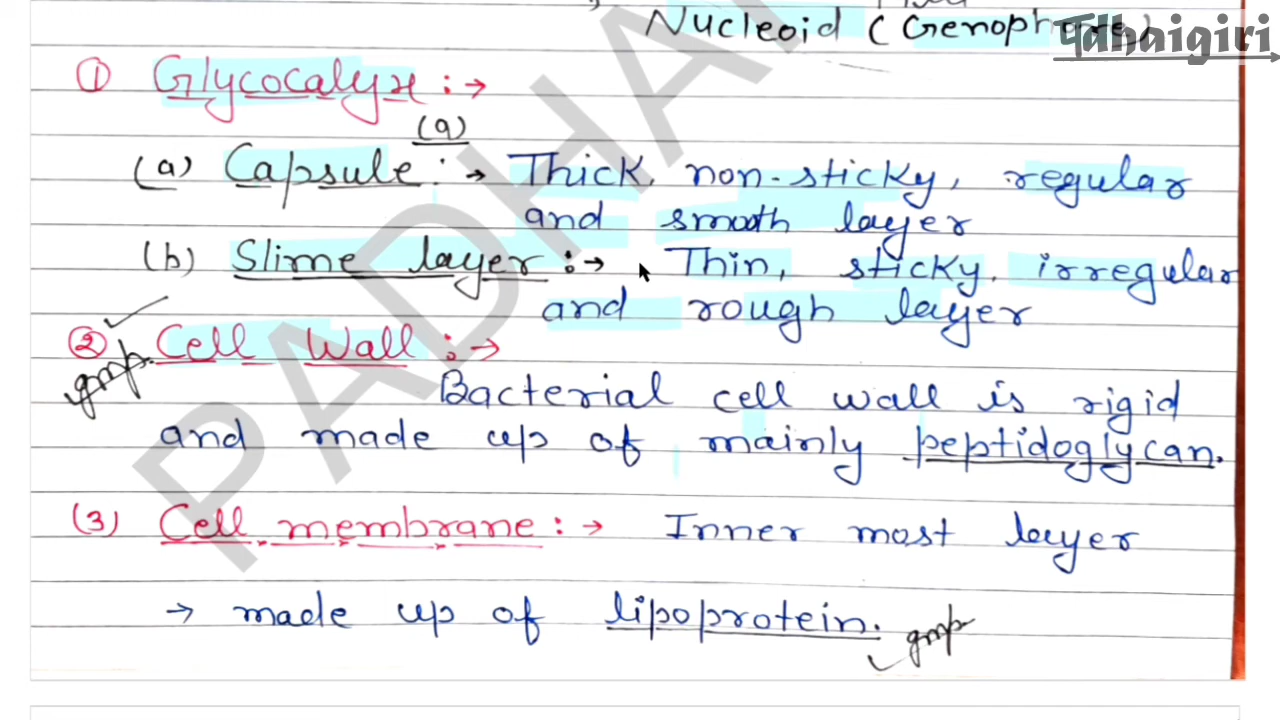 Nucleoid (Genophore)
पढhaigiri
① Glycocalyx :→
(a)
(a) Capsule :→ Thick, non-sticky, regular
and smooth layer
(b) Slime layer :→ Thin, sticky, irregular
and rough layer
② Cell Wall :→
Imp.
Bacterial cell wall is rigid
and made up of mainly peptidoglycan.
(3) Cell membrane :→ Inner most layer
→ made up of lipoprotein. Imp
PADHAI